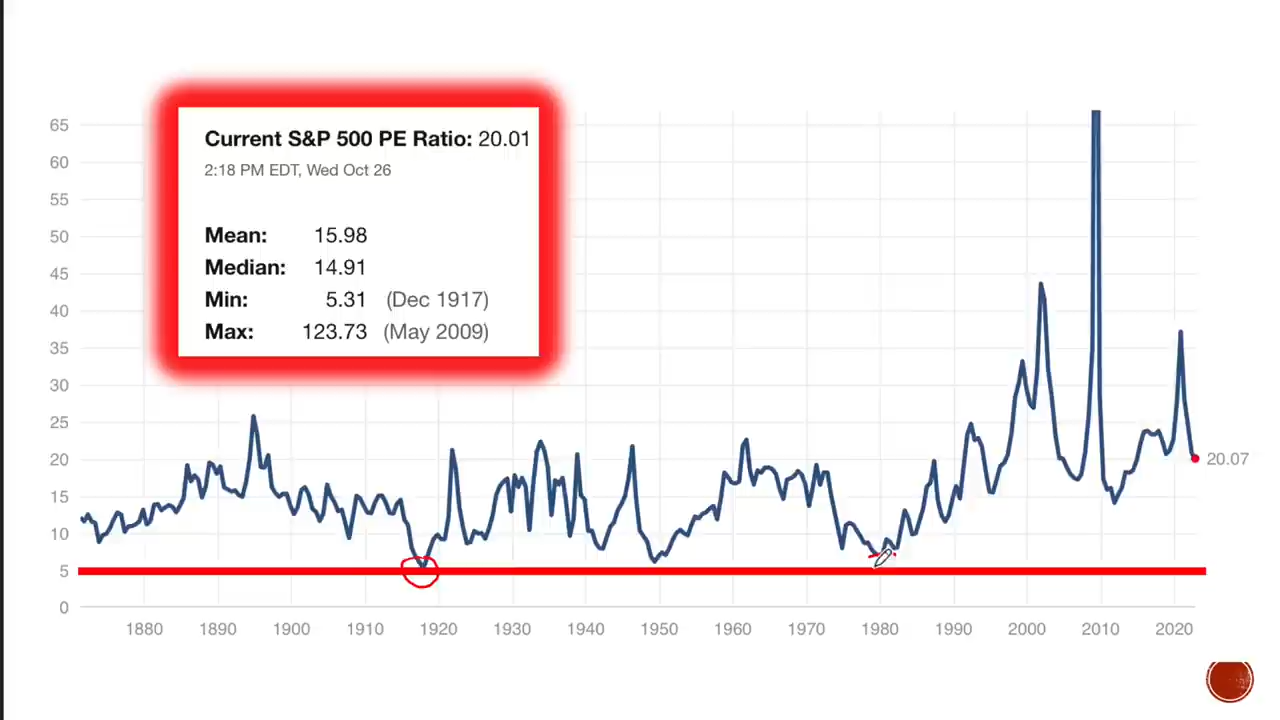 Current S&P 500 PE Ratio: 20.01
2:18 PM EDT, Wed Oct 26
Mean: 15.98
Median: 14.91
Min: 5.31 (Dec 1917)
Max: 123.73 (May 2009)
65
60
55
50
45
40
35
30
25
20
15
10
5
0
20.07
1880 1890 1900 1910 1920 1930 1940 1950 1960 1970 1980 1990 2000 2010 2020